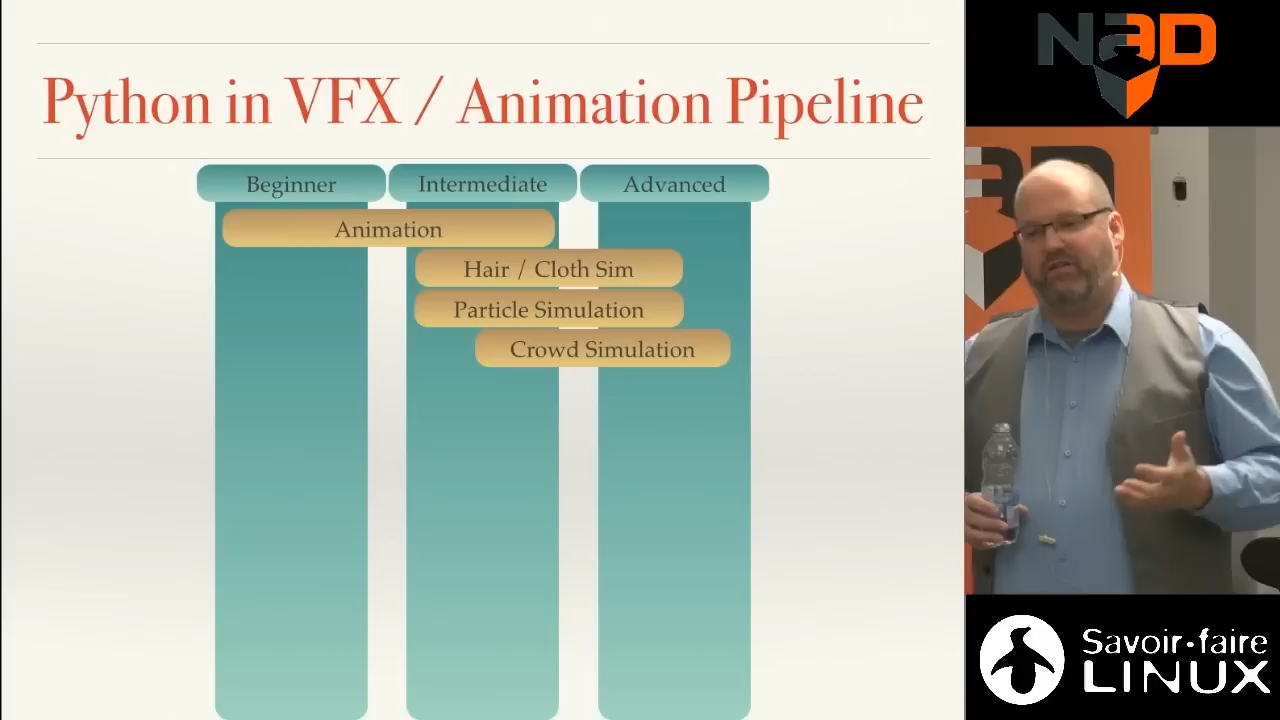 Python in VFX / Animation Pipeline
Beginner
Intermediate
Advanced
Animation
Hair / Cloth Sim
Particle Simulation
Crowd Simulation
NAD
Savoir-faire
LINUX